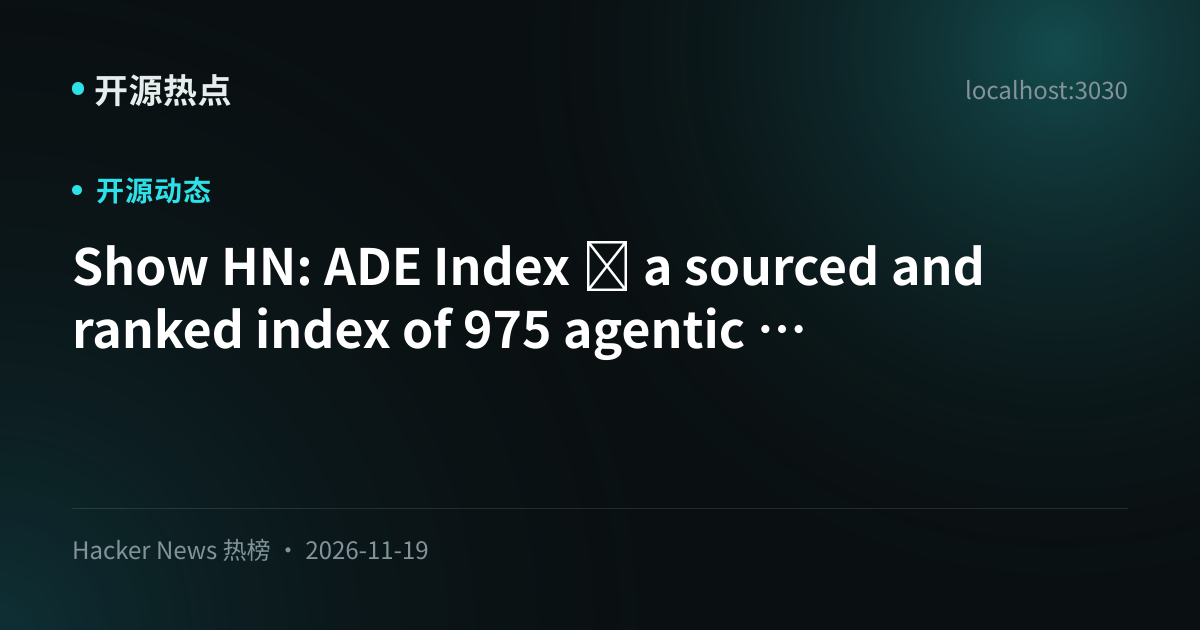 开源热点
localhost:3030
开源动态
Show HN: ADE Index  a sourced and
ranked index of 975 agentic …
Hacker News 热榜 · 2026-11-19